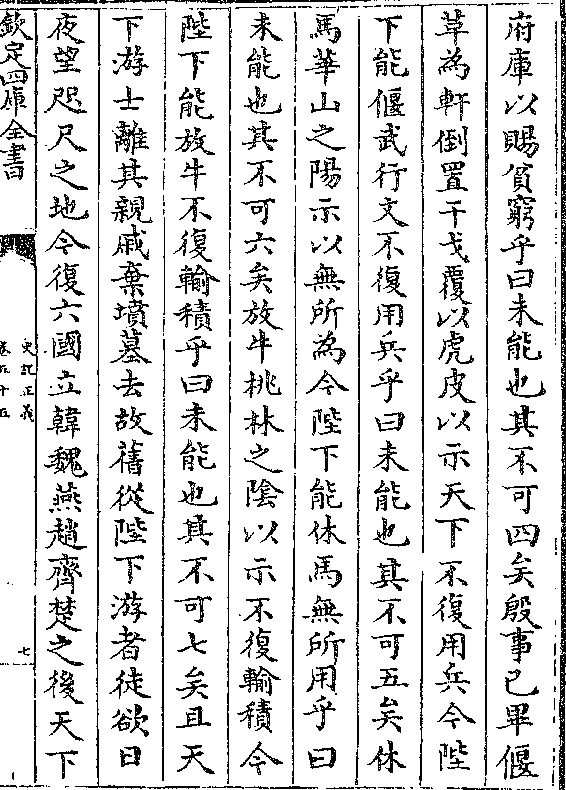 府庫以賜貧窮乎曰未能也其不可四矣殷事已畢偃
革為軒倒置干戈覆以虎皮以示天下不復用兵今陛
下能偃武行文不復用兵乎曰未能也其不可五矣休
馬華山之陽示以無所為今陛下能休馬無所用乎曰
未能也其不可六矣放牛桃林之陰以示不復輸積今
陛下能放牛不復輸積乎曰未能也其不可七矣且天
下游士離其親戚棄墳墓去故舊從陛下游者徒欲日
夜望咫尺之地今復六國立韓魏燕趙齊楚之後天下
欽定四庫全書
史記正義
卷五十五
七